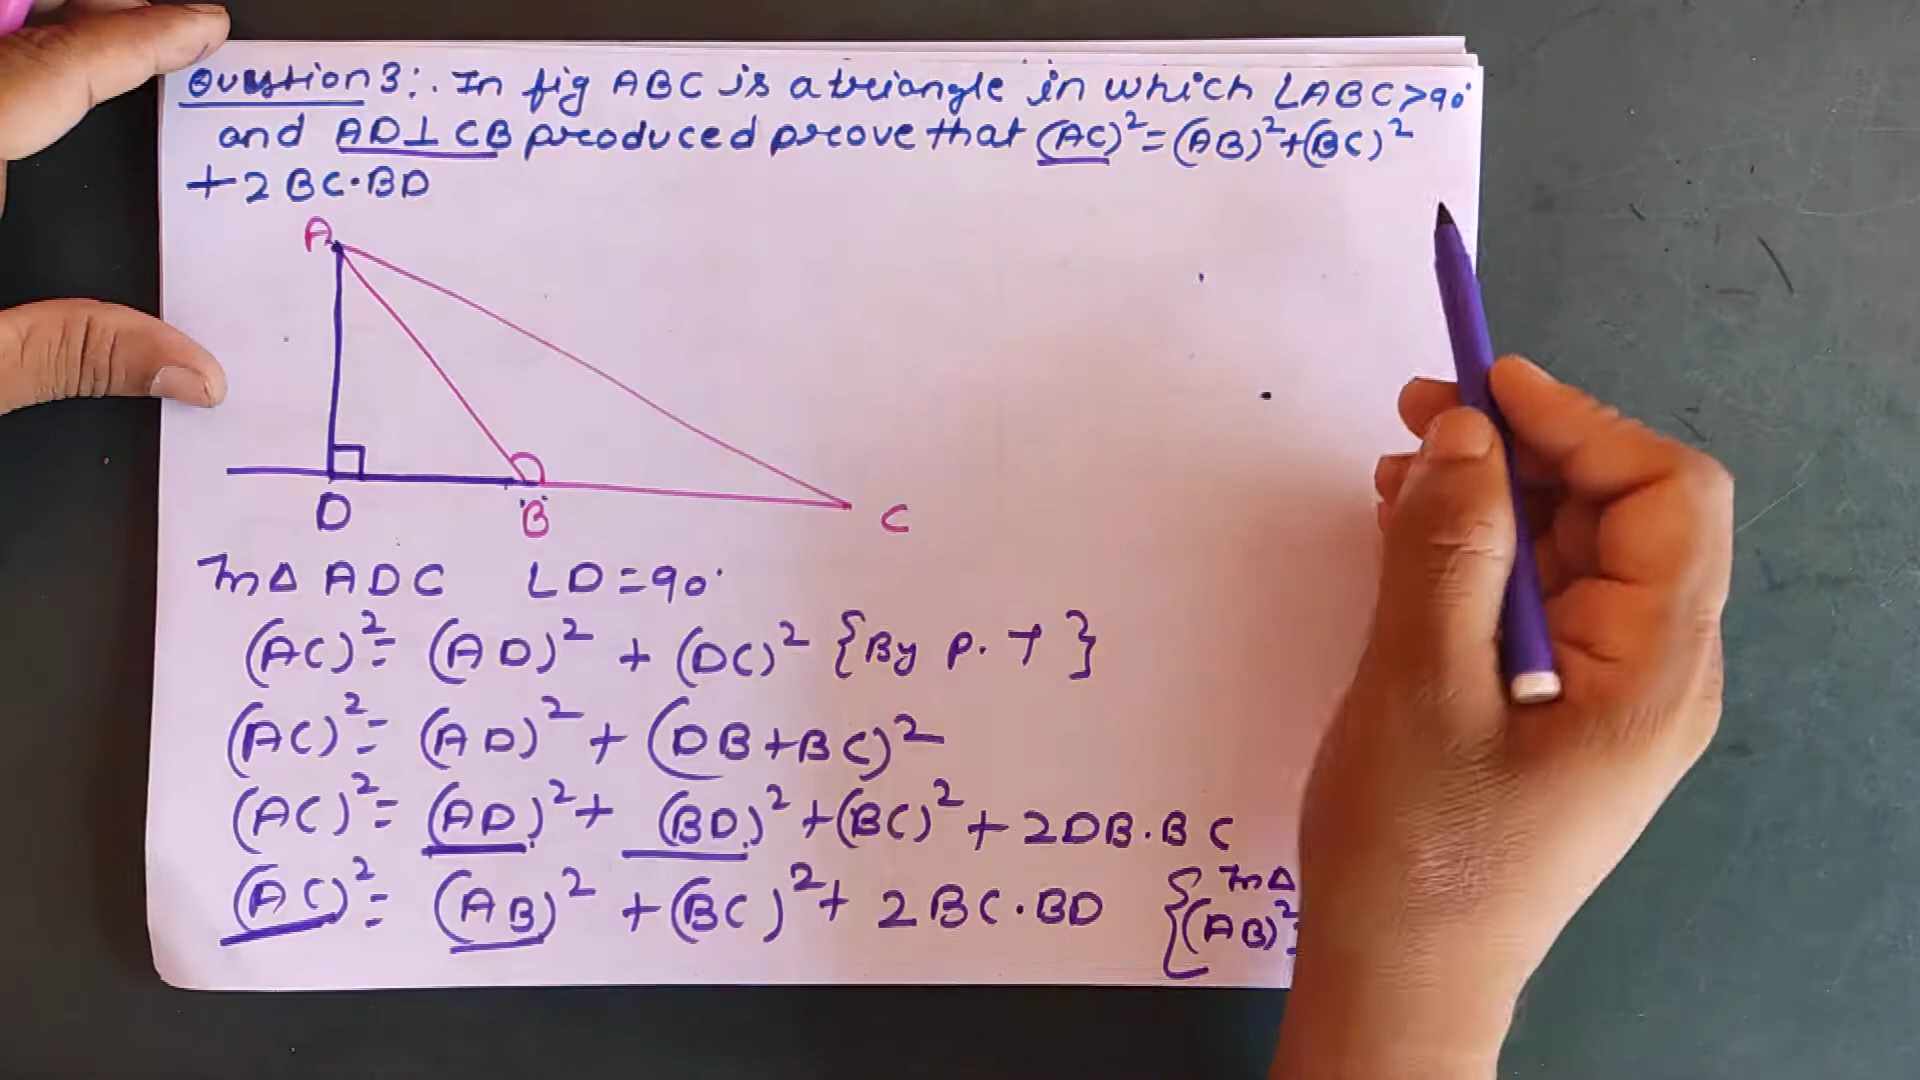 Question 3:. In fig ABC is a triangle in which ∠ABC>90°
and AD⊥CB produced prove that (AC)²=(AB)²+(BC)²
+2BC·BD
A
D
B
C
In Δ ADC ∠D=90°
(AC)²= (AD)² + (DC)² {By P. T}
(AC)²= (AD)² + (DB+BC)²
(AC)²= (AD)²+ (BD)²+(BC)²+2DB.BC
(AC)²= (AB)² +(BC)²+ 2BC.BD
{In Δ
(AB)²=